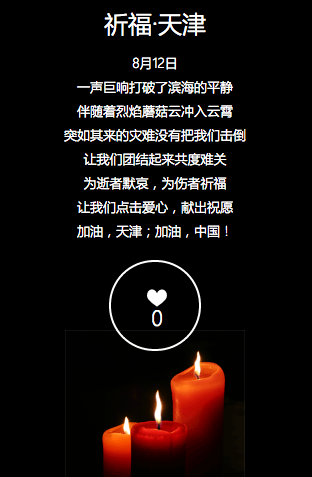 祈福·天津
8月12日
一声巨响打破了滨海的平静
伴随着烈焰蘑菇云冲入云霄
突如其来的灾难没有把我们击倒
让我们团结起来共度难关
为逝者默哀，为伤者祈福
让我们点击爱心，献出祝愿
加油，天津；加油，中国！
0